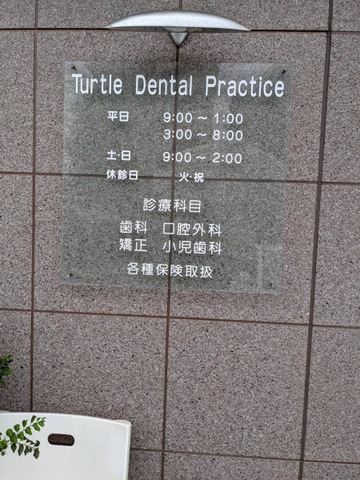 Turtle Dental Practice
平日 9:00～1:00
3:00～8:00
土・日 9:00～2:00
休診日 火・祝
診療科目
歯科 口腔外科
矯正 小児歯科
各種保険取扱